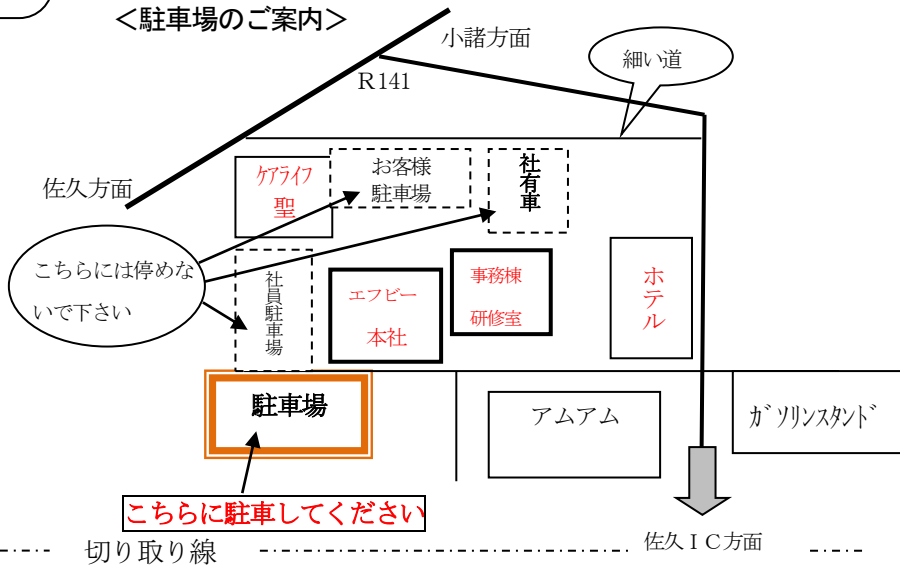 ＜駐車場のご案内＞
小諸方面
細い道
R141
佐久方面
ｹｱﾗｲﾌ
聖
お客様
駐車場
社有車
こちらには停めな
いで下さい
社員駐車場
エフビー
本社
事務棟
研修室
ホテル
駐車場
アムアム
ｶﾞｿﾘﾝｽﾀﾝﾄﾞ
こちらに駐車してください
切り取り線
佐久ＩＣ方面